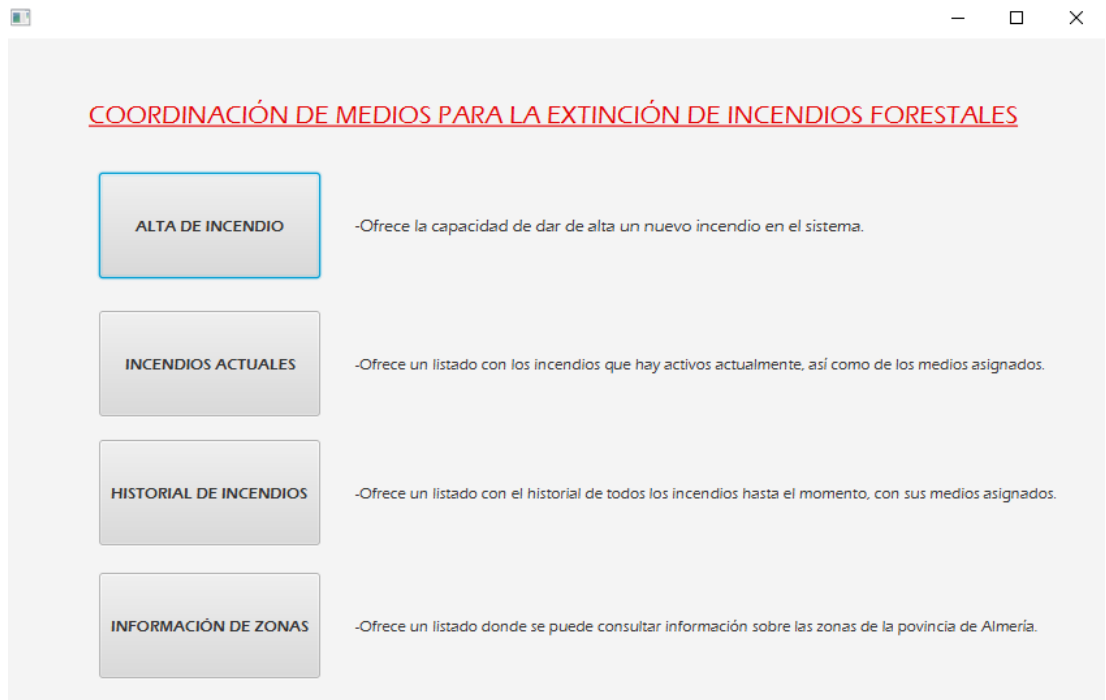 COORDINACIÓN DE MEDIOS PARA LA EXTINCIÓN DE INCENDIOS FORESTALES
ALTA DE INCENDIO
-Ofrece la capacidad de dar de alta un nuevo incendio en el sistema.
INCENDIOS ACTUALES
-Ofrece un listado con los incendios que hay activos actualmente, así como de los medios asignados.
HISTORIAL DE INCENDIOS
-Ofrece un listado con el historial de todos los incendios hasta el momento, con sus medios asignados.
INFORMACIÓN DE ZONAS
-Ofrece un listado donde se puede consultar información sobre las zonas de la povincia de Almería.